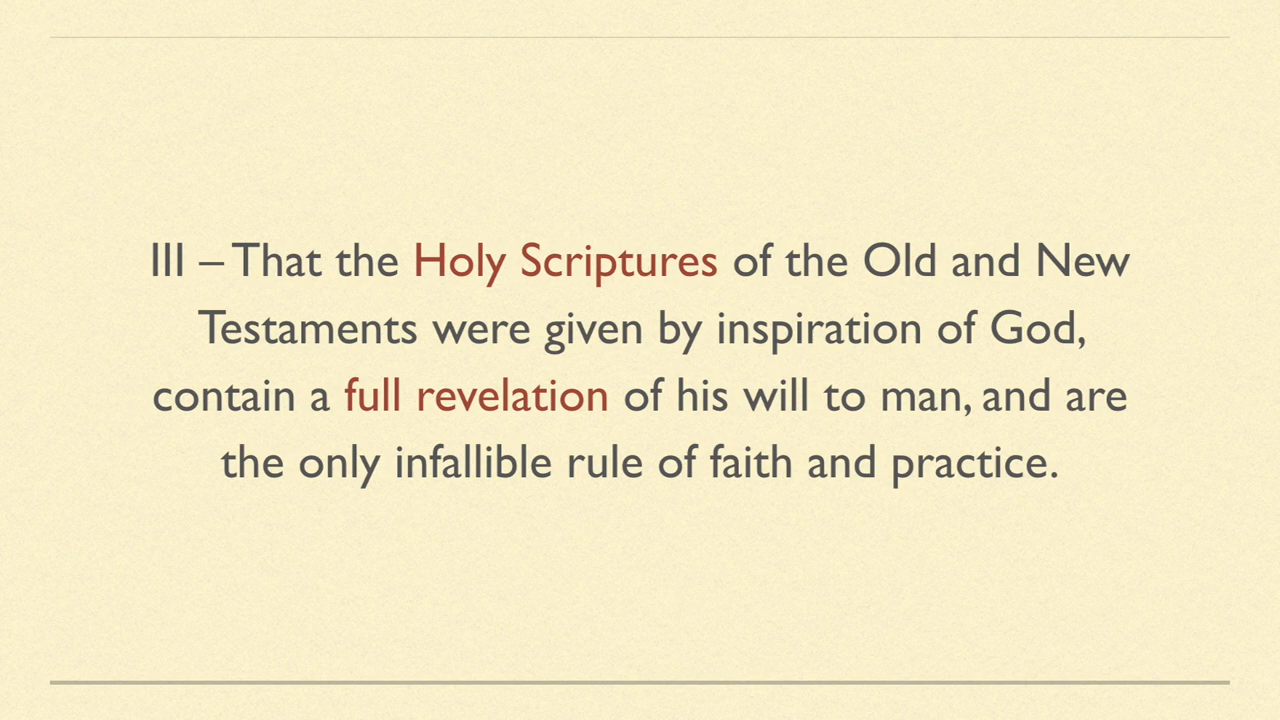 III – That the Holy Scriptures of the Old and New
Testaments were given by inspiration of God,
contain a full revelation of his will to man, and are
the only infallible rule of faith and practice.